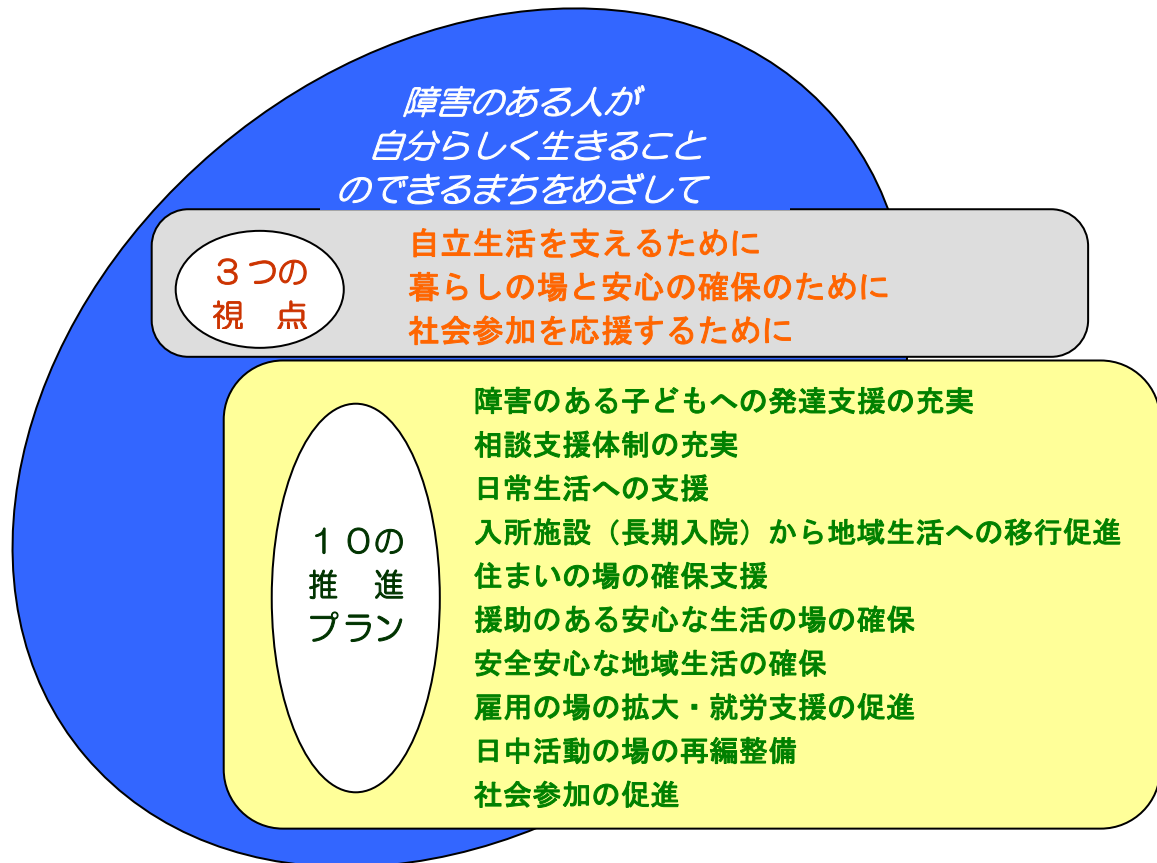 障害のある人が
自分らしく生きること
のできるまちをめざして
３つの
視　点
自立生活を支えるために
暮らしの場と安心の確保のために
社会参加を応援するために
１０の
推　進
プラン
障害のある子どもへの発達支援の充実
相談支援体制の充実
日常生活への支援
入所施設（長期入院）から地域生活への移行促進
住まいの場の確保支援
援助のある安心な生活の場の確保
安全安心な地域生活の確保
雇用の場の拡大・就労支援の促進
日中活動の場の再編整備
社会参加の促進